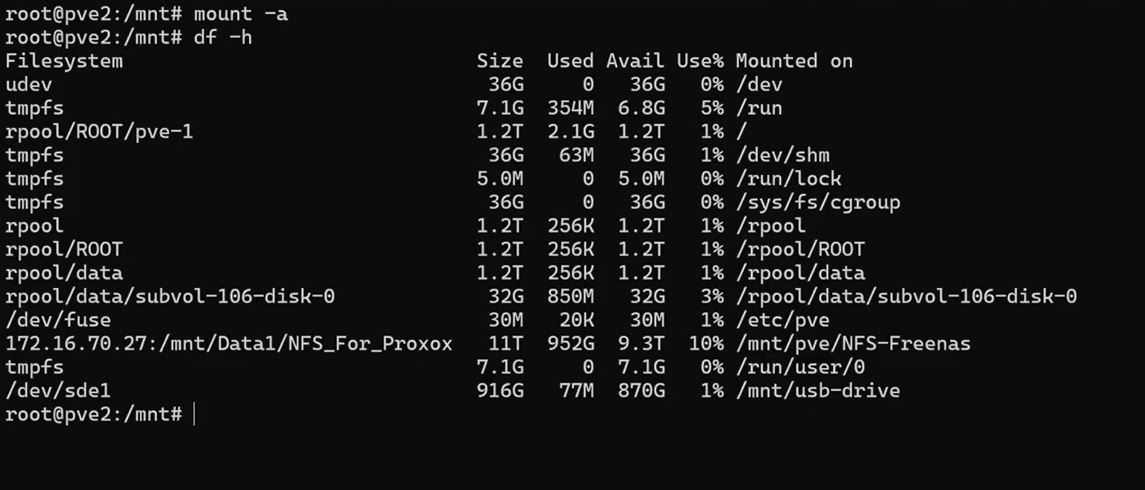 root@pve2:/mnt# mount -a
root@pve2:/mnt# df -h
Filesystem                              Size  Used Avail Use% Mounted on
udev                                     36G     0   36G   0% /dev
tmpfs                                   7.1G  354M  6.8G   5% /run
rpool/ROOT/pve-1                        1.2T  2.1G  1.2T   1% /
tmpfs                                    36G   63M   36G   1% /dev/shm
tmpfs                                   5.0M     0  5.0M   0% /run/lock
tmpfs                                    36G     0   36G   0% /sys/fs/cgroup
rpool                                   1.2T  256K  1.2T   1% /rpool
rpool/ROOT                              1.2T  256K  1.2T   1% /rpool/ROOT
rpool/data                              1.2T  256K  1.2T   1% /rpool/data
rpool/data/subvol-106-disk-0             32G  850M   32G   3% /rpool/data/subvol-106-disk-0
/dev/fuse                                30M   20K   30M   1% /etc/pve
172.16.70.27:/mnt/Data1/NFS_For_Proxox   11T  952G  9.3T  10% /mnt/pve/NFS-Freenas
tmpfs                                   7.1G     0  7.1G   0% /run/user/0
/dev/sde1                               916G   77M  870G   1% /mnt/usb-drive
root@pve2:/mnt#